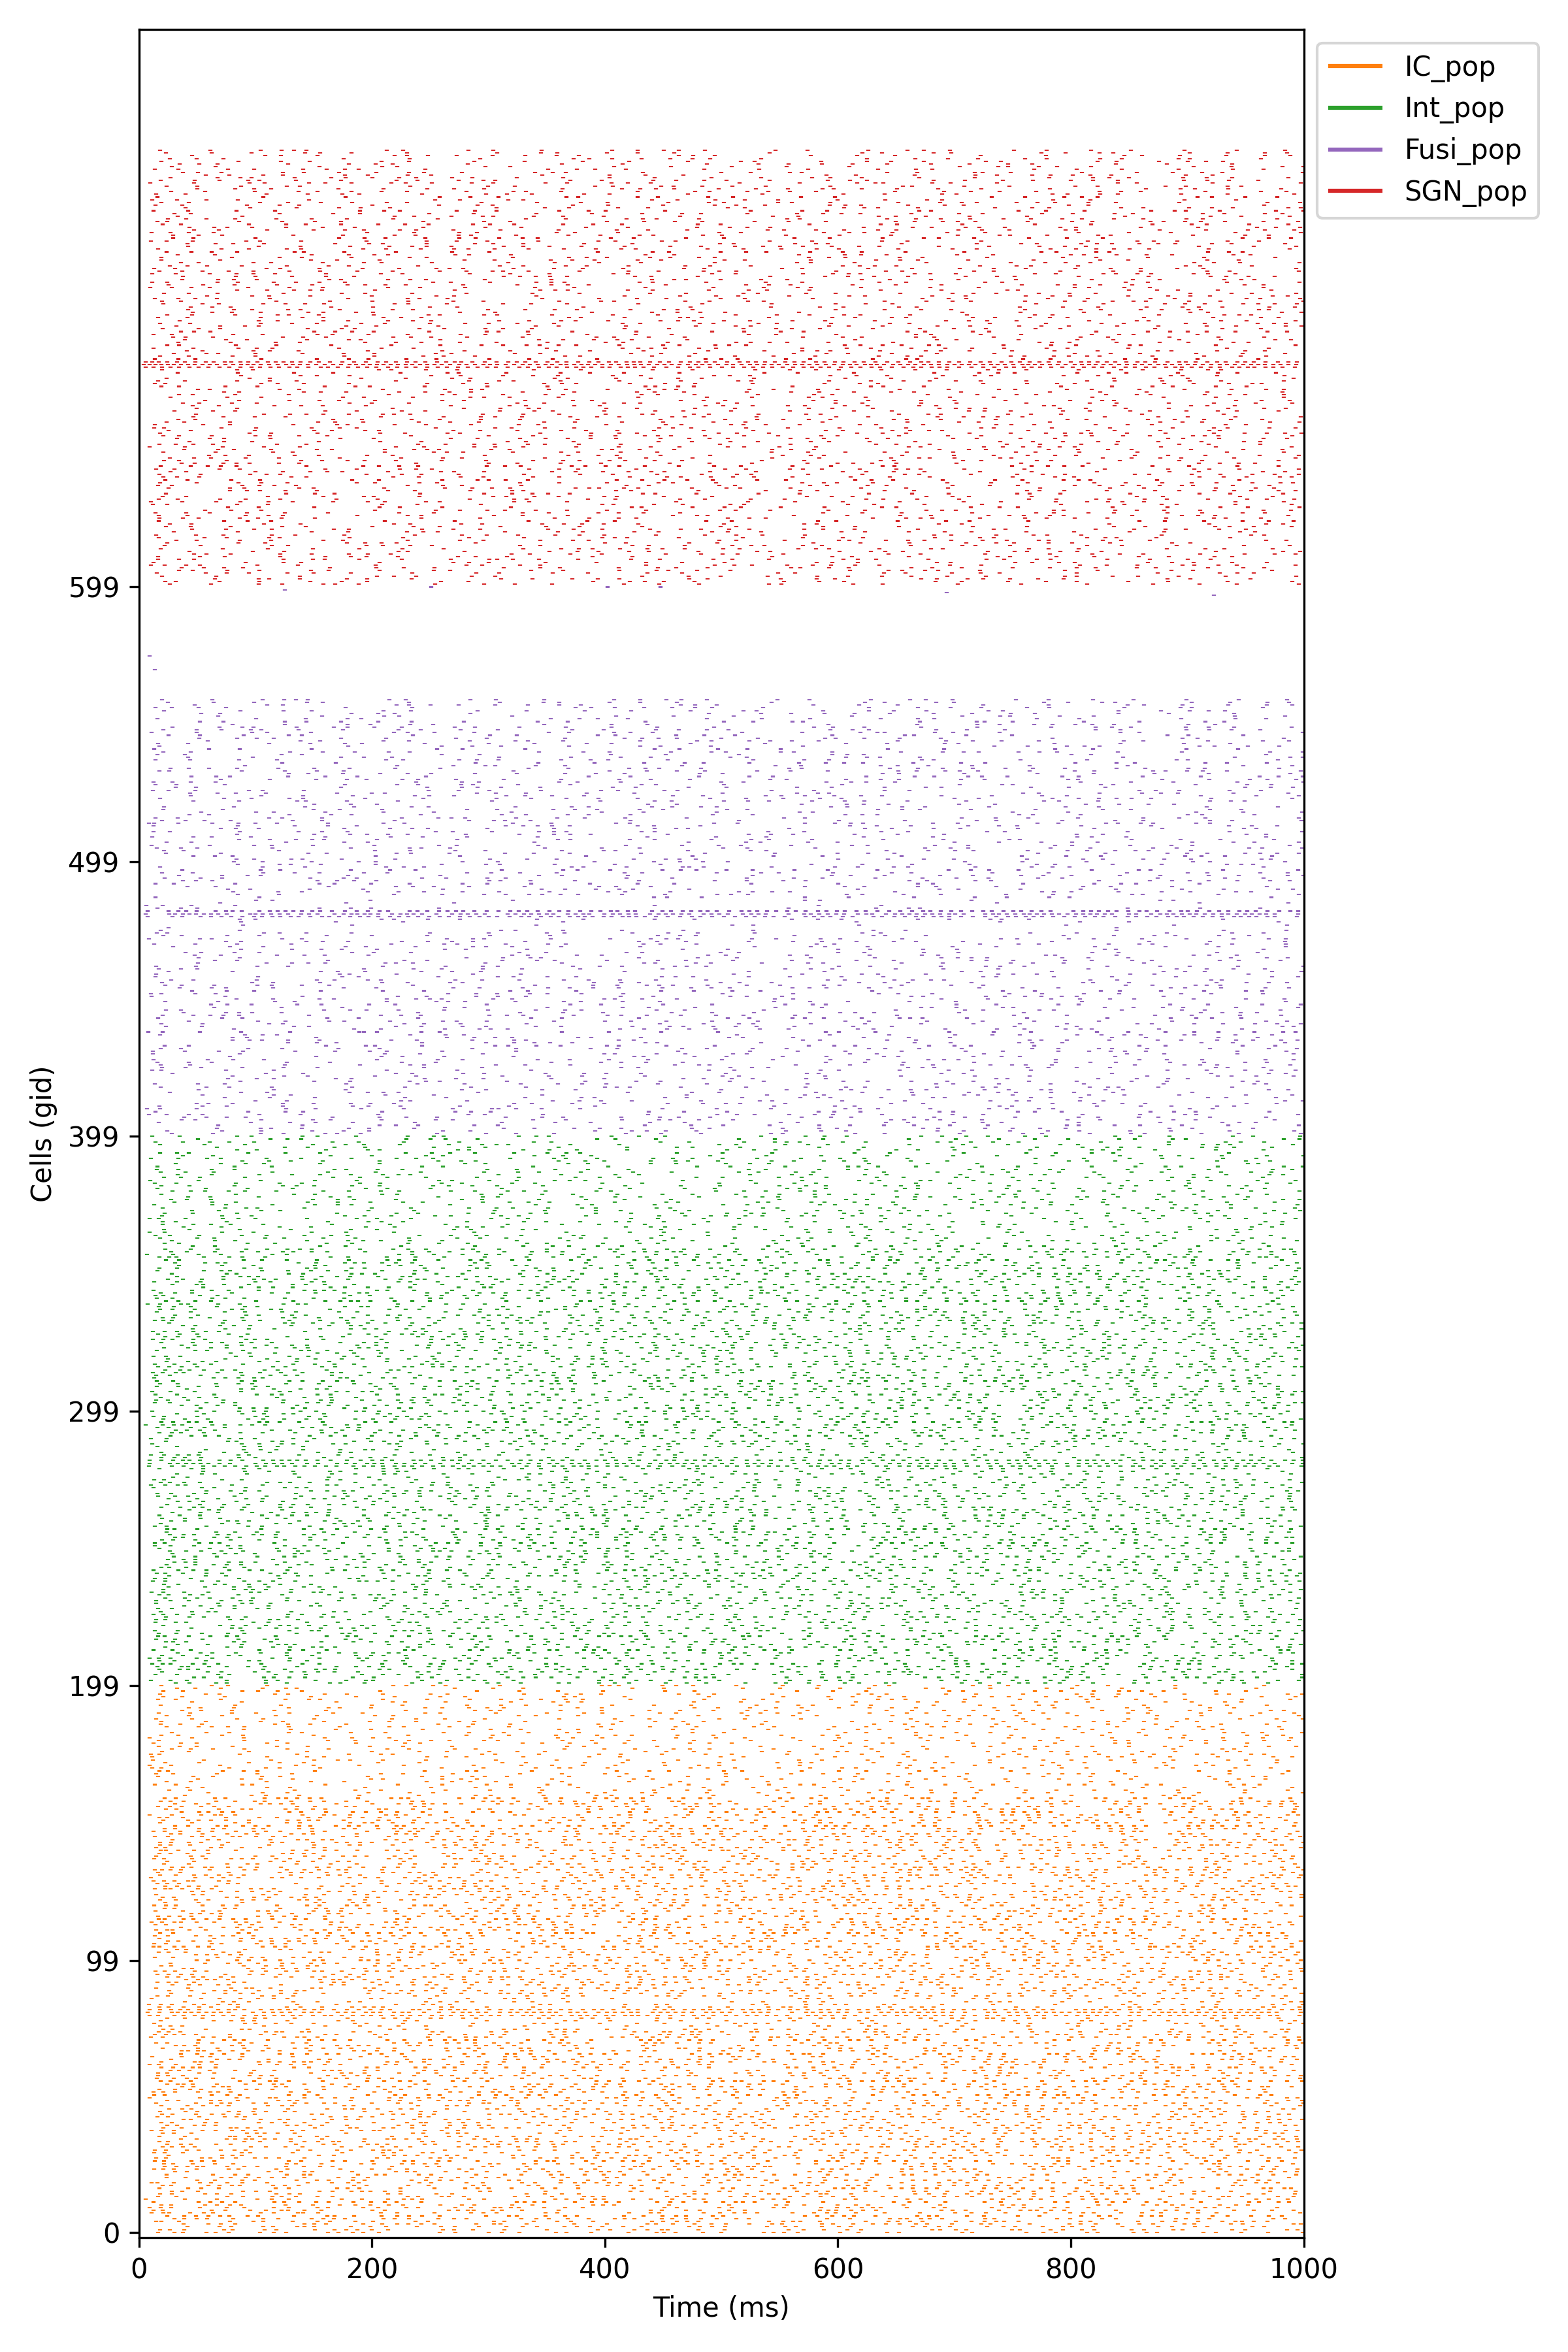 IC_pop
Int_pop
Fusi_pop
SGN_pop
599
499
399
299
199
99
0
0 200 400 600 800 1000
Cells (gid)
Time (ms)